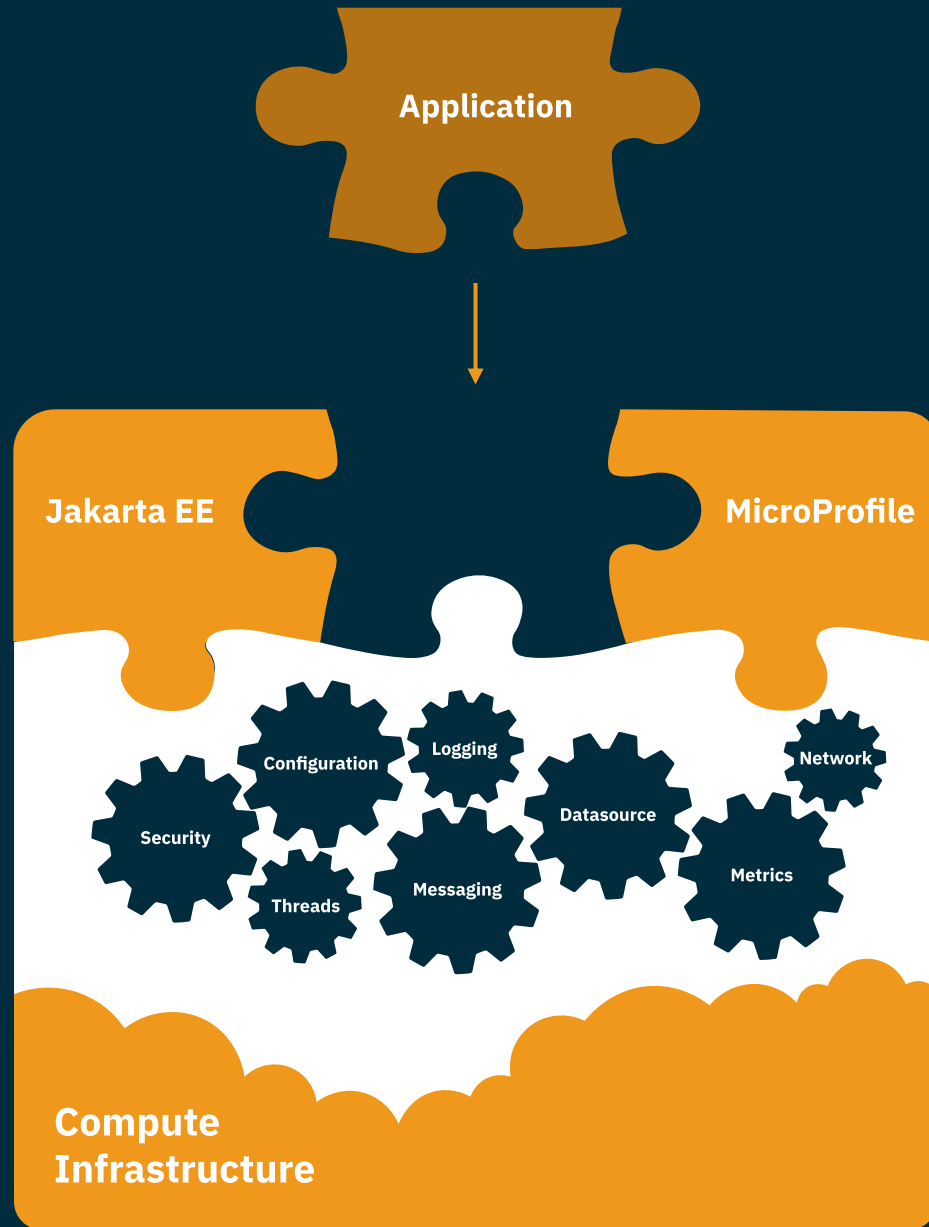 Application
Jakarta EE
MicroProfile
Configuration
Logging
Network
Security
Datasource
Threads
Messaging
Metrics
Compute
Infrastructure